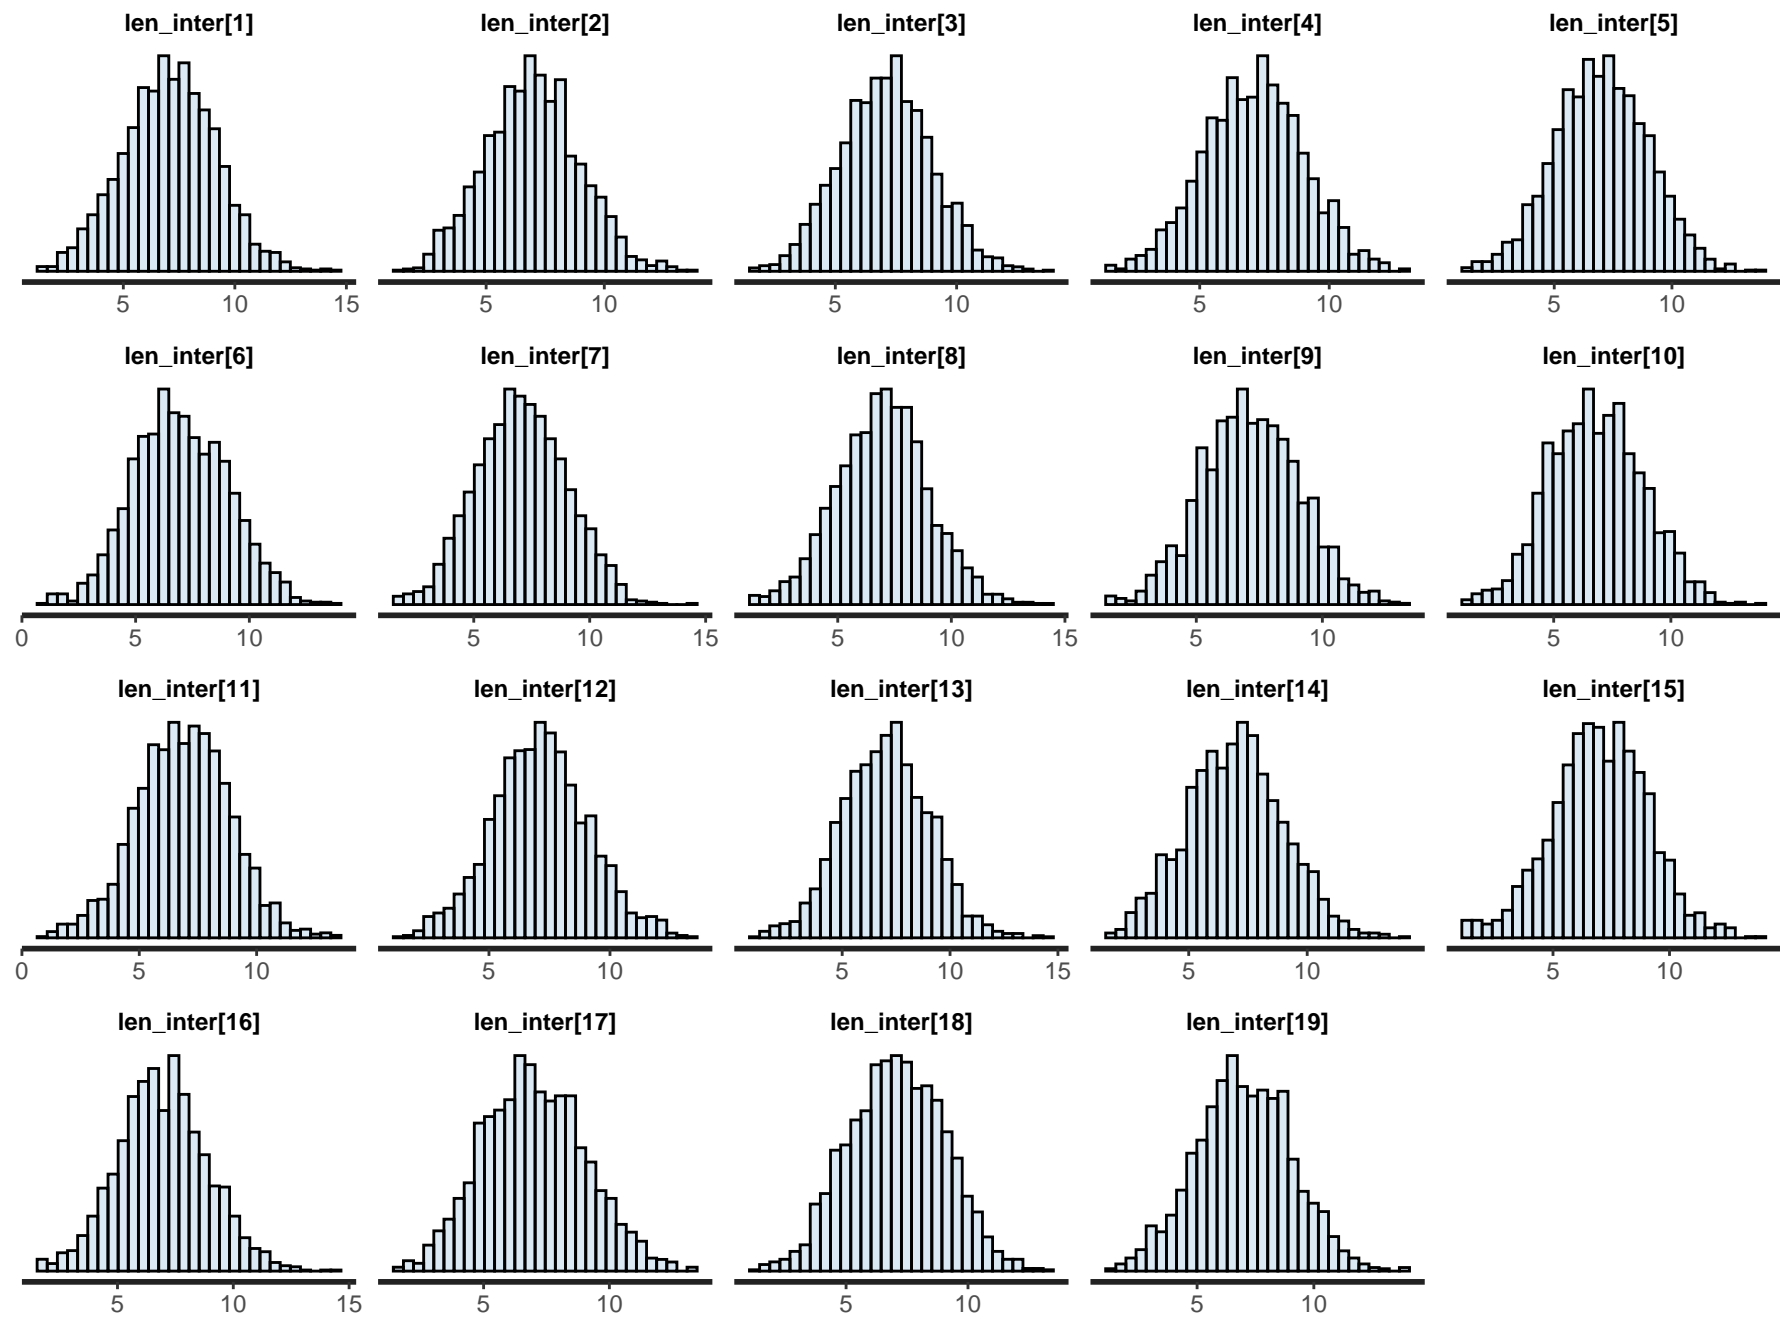 len_inter[1] len_inter[2] len_inter[3] len_inter[4] len_inter[5]
5 10 15 5 10 5 10 5 10 5 10
len_inter[6] len_inter[7] len_inter[8] len_inter[9] len_inter[10]
0 5 10 5 10 15 5 10 15 5 10 5 10
len_inter[11] len_inter[12] len_inter[13] len_inter[14] len_inter[15]
0 5 10 5 10 5 10 15 5 10 5 10
len_inter[16] len_inter[17] len_inter[18] len_inter[19]
5 10 15 5 10 5 10 5 10